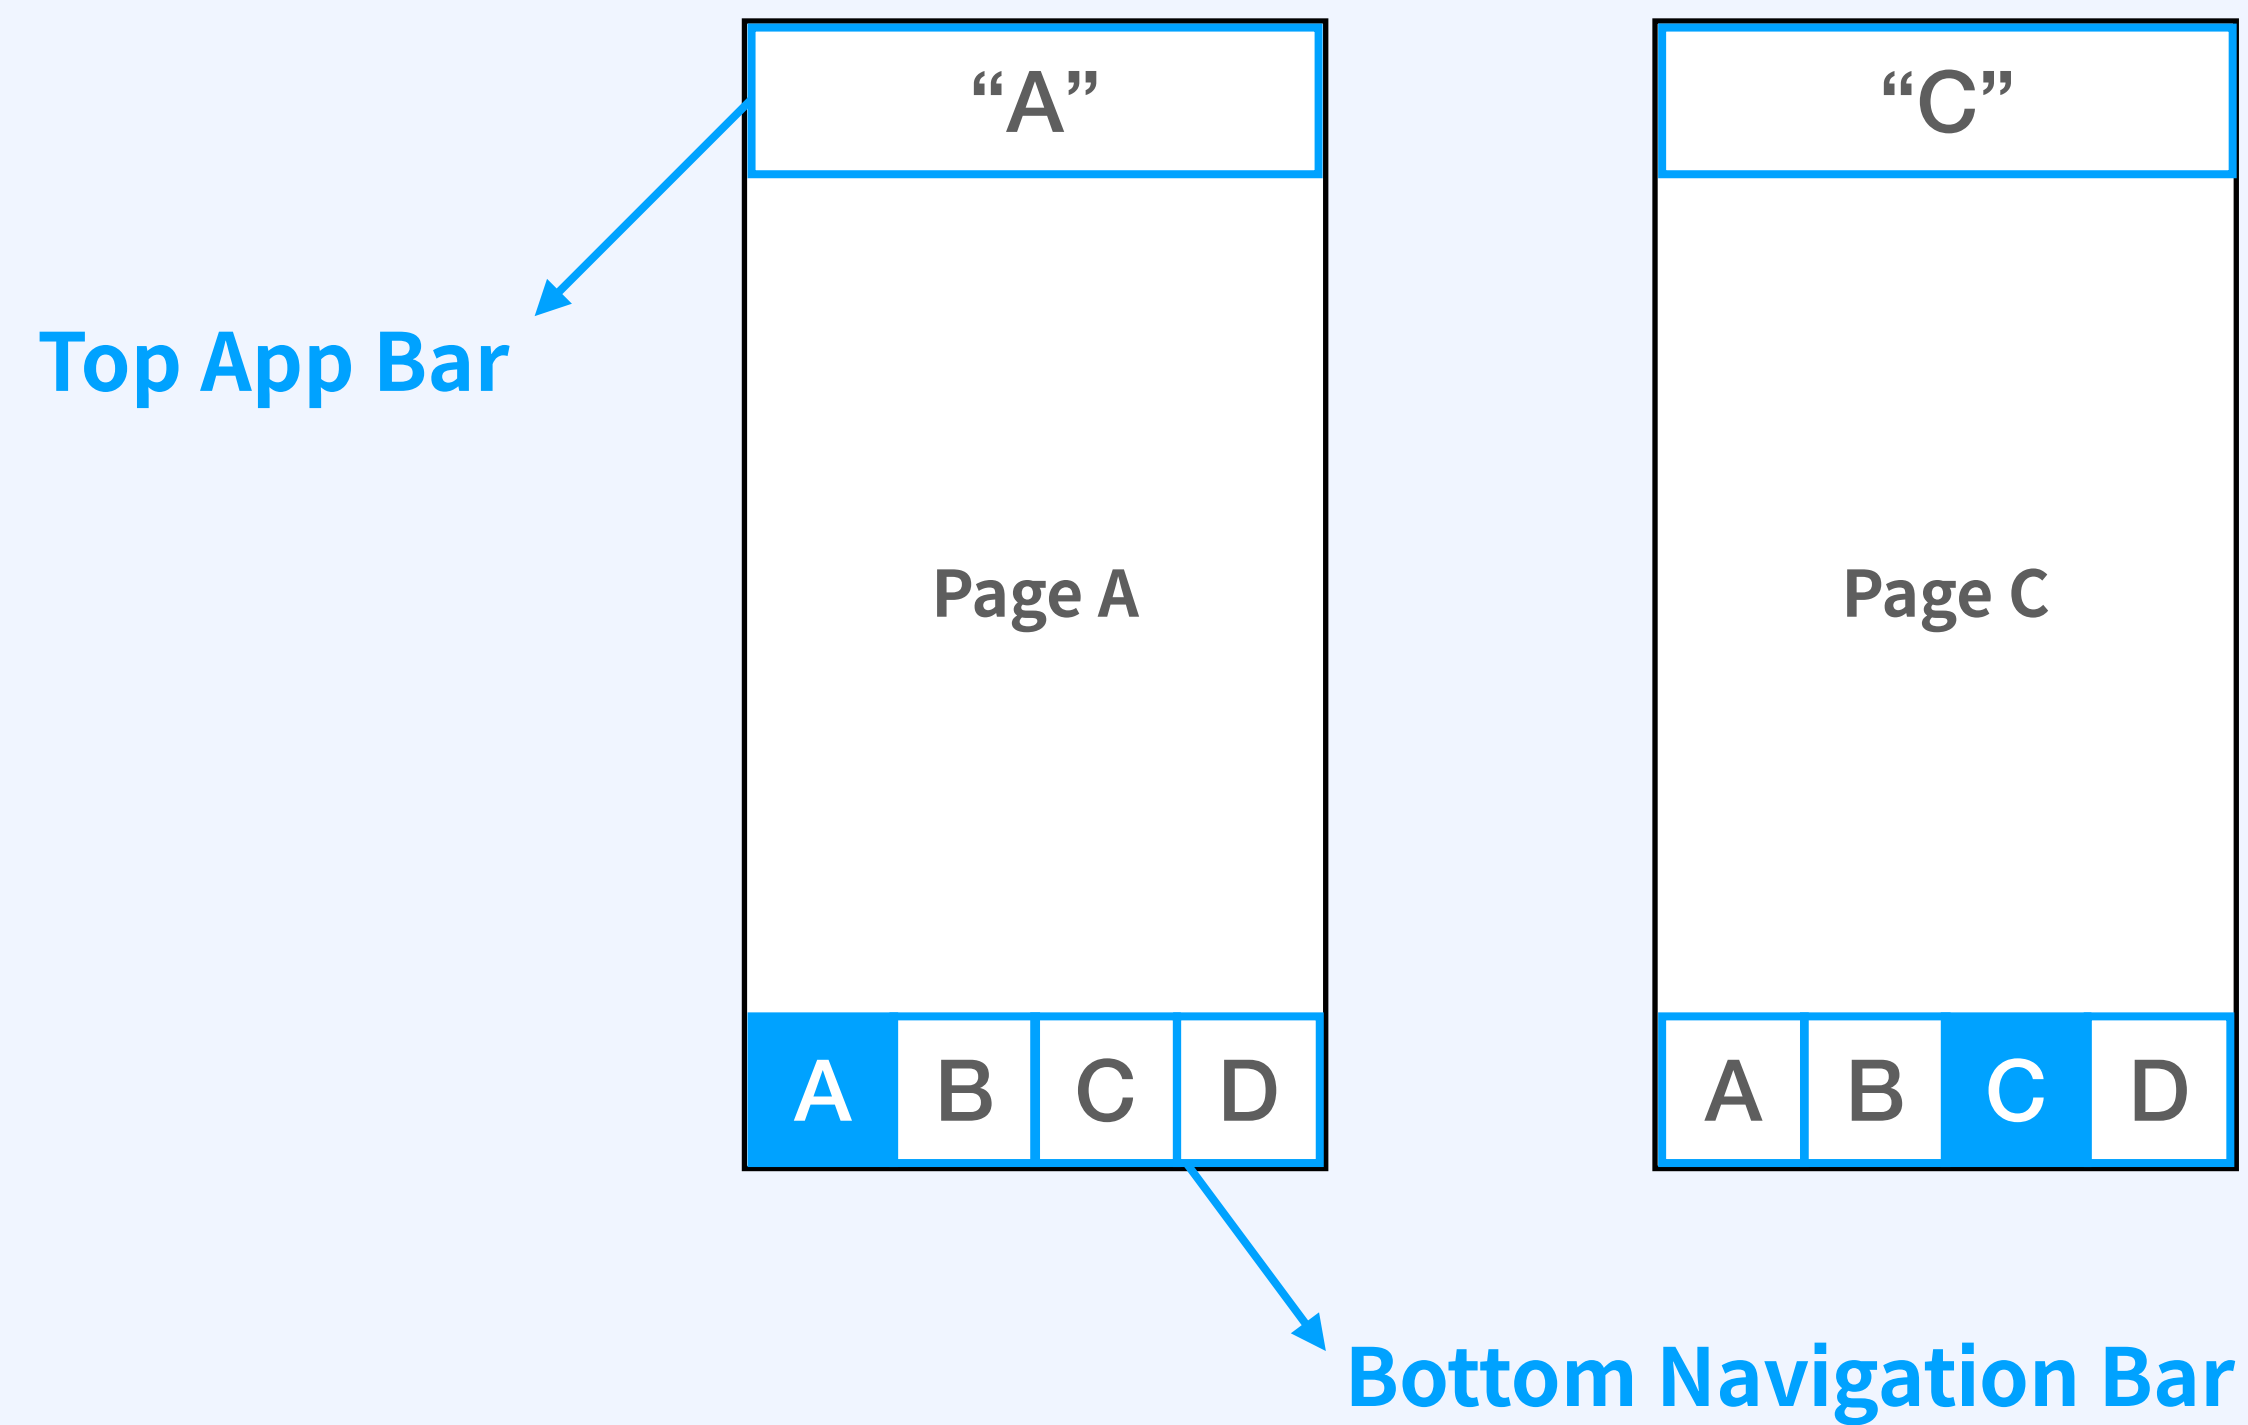 “A”
“C”
Top App Bar
Page A
Page C
A B C D
A B C D
Bottom Navigation Bar